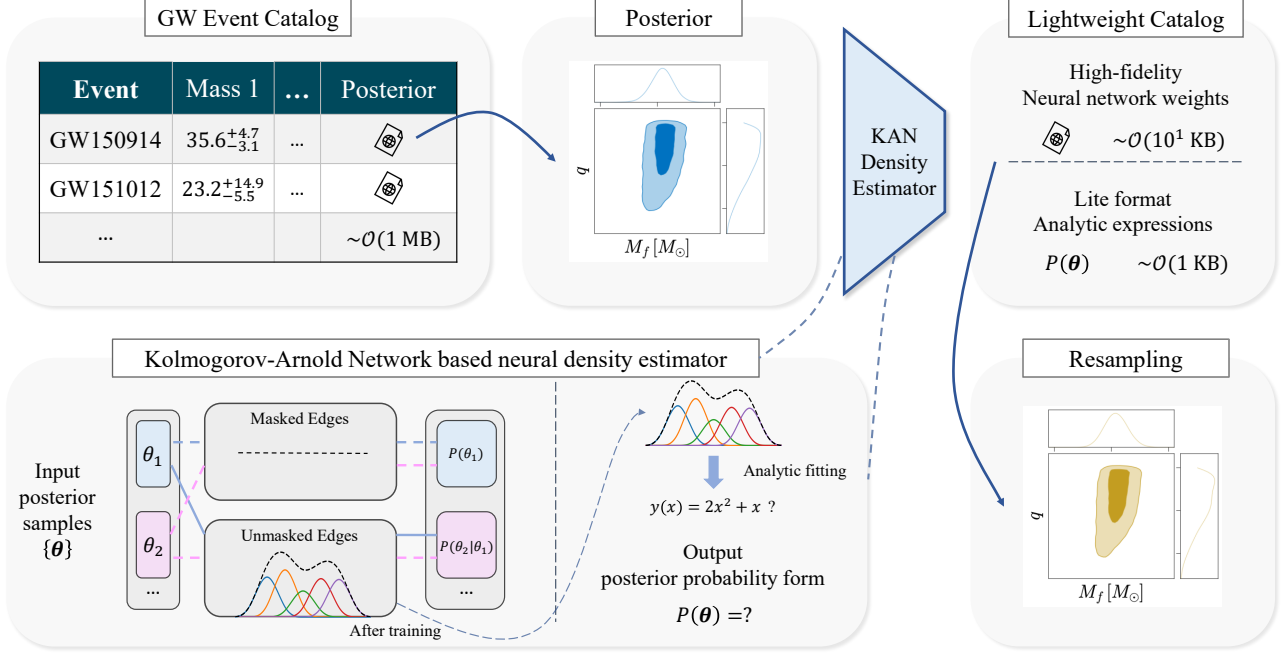 GW Event Catalog
Event Mass 1 ... Posterior
GW150914 35.6+4.7−3.1 ...
GW151012 23.2+14.9−5.5 ...
... ~𝒪(1 MB)
Posterior
q
M_f [M_⊙]
KAN
Density
Estimator
Lightweight Catalog
High-fidelity
Neural network weights
~𝒪(10¹ KB)
Lite format
Analytic expressions
P(θ) ~𝒪(1 KB)
Kolmogorov-Arnold Network based neural density estimator
Input
posterior
samples
{θ}
θ₁
θ₂
...
Masked Edges
Unmasked Edges
P(θ₁)
P(θ₂|θ₁)
...
After training
Analytic fitting
y(x) = 2x² + x ?
Output
posterior probability form
P(θ) =?
Resampling
q
M_f [M_⊙]